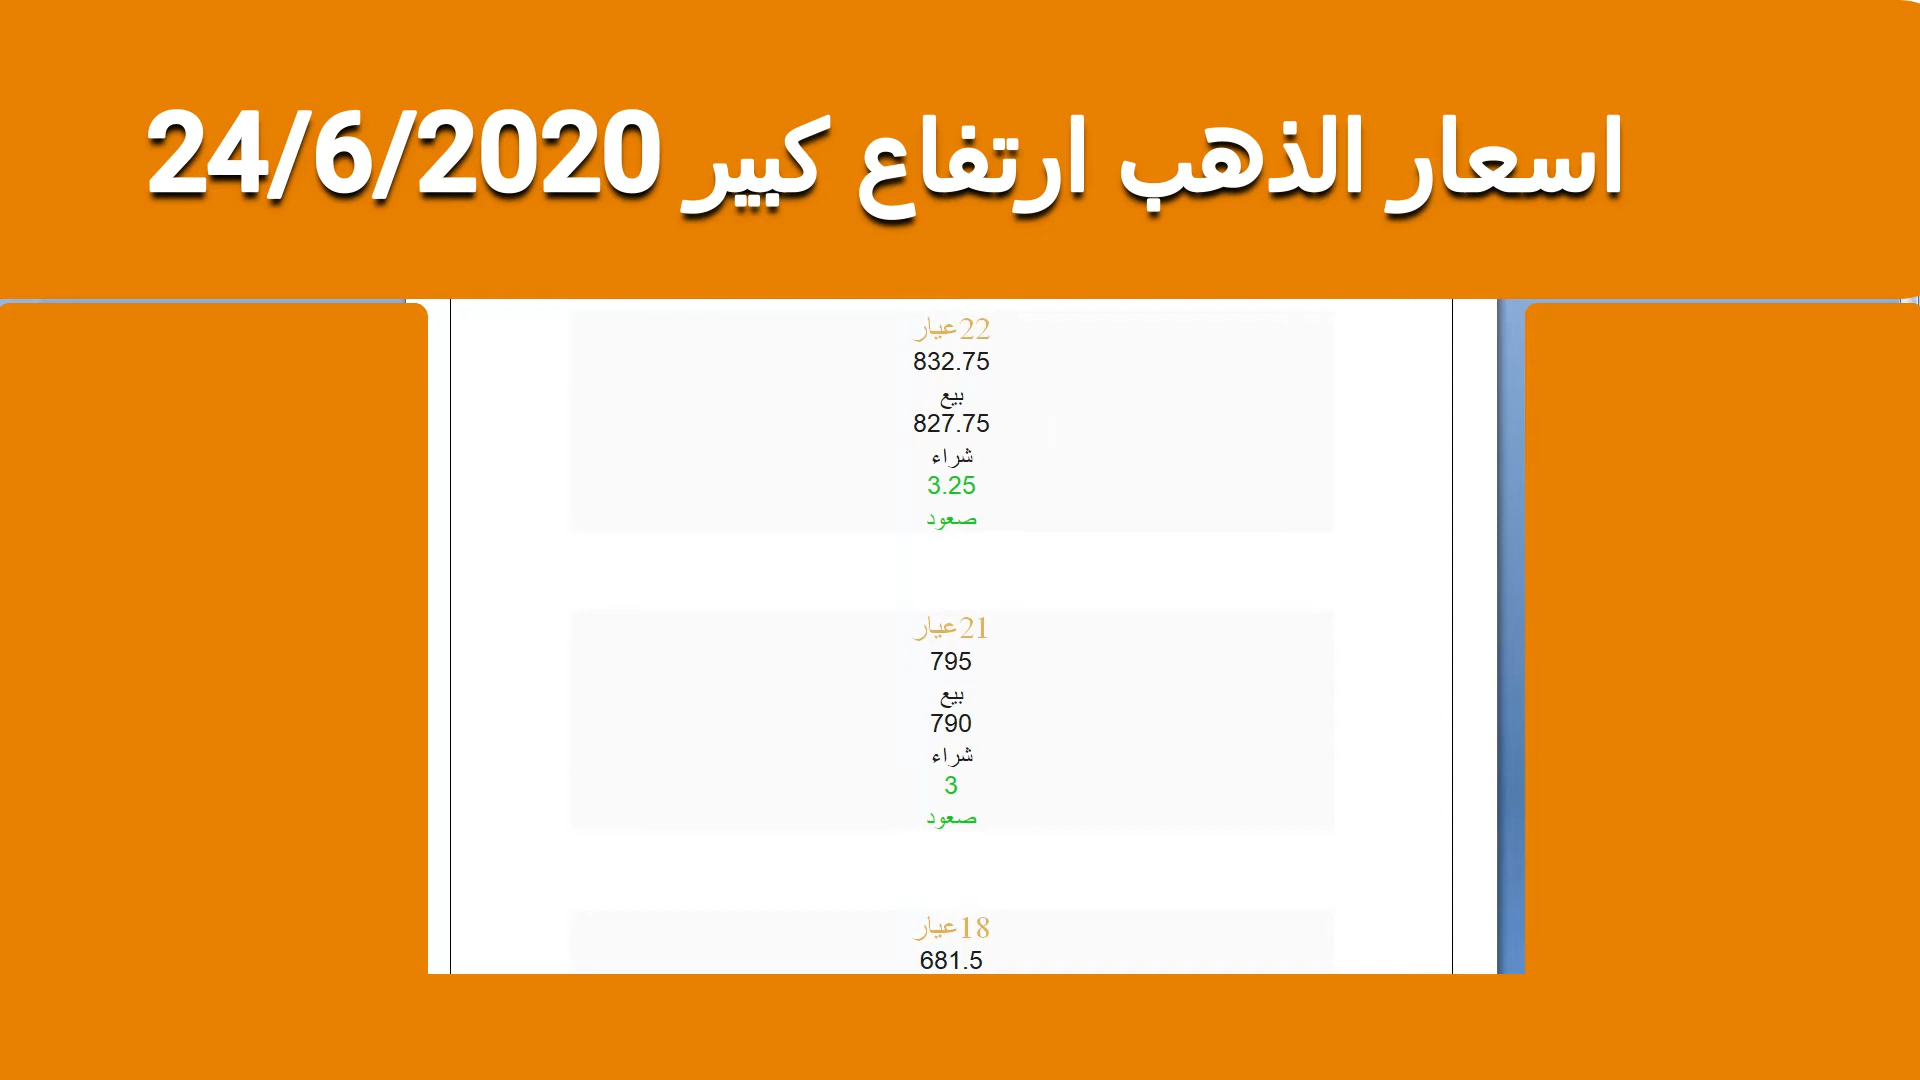 اسعار الذهب ارتفاع كبير 24/6/2020
22عيار
832.75
بيع
827.75
شراء
3.25
صعود
21عيار
795
بيع
790
شراء
3
صعود
18عيار
681.5